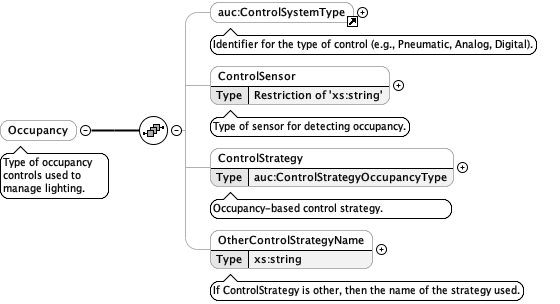 auc:ControlSystemType
Identifier for the type of control (e.g., Pneumatic, Analog, Digital).
ControlSensor
Type Restriction of 'xs:string'
Type of sensor for detecting occupancy.
Occupancy
Type of occupancy
controls used to
manage lighting.
ControlStrategy
Type auc:ControlStrategyOccupancyType
Occupancy-based control strategy.
OtherControlStrategyName
Type xs:string
If ControlStrategy is other, then the name of the strategy used.